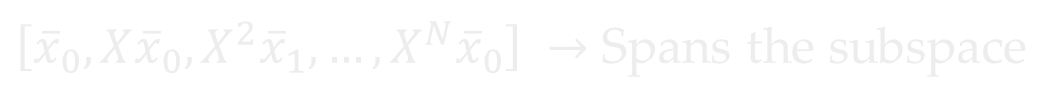 [x̄₀, Xx̄₀, X²x̄₁, … , Xᴺx̄₀] → Spans the subspace